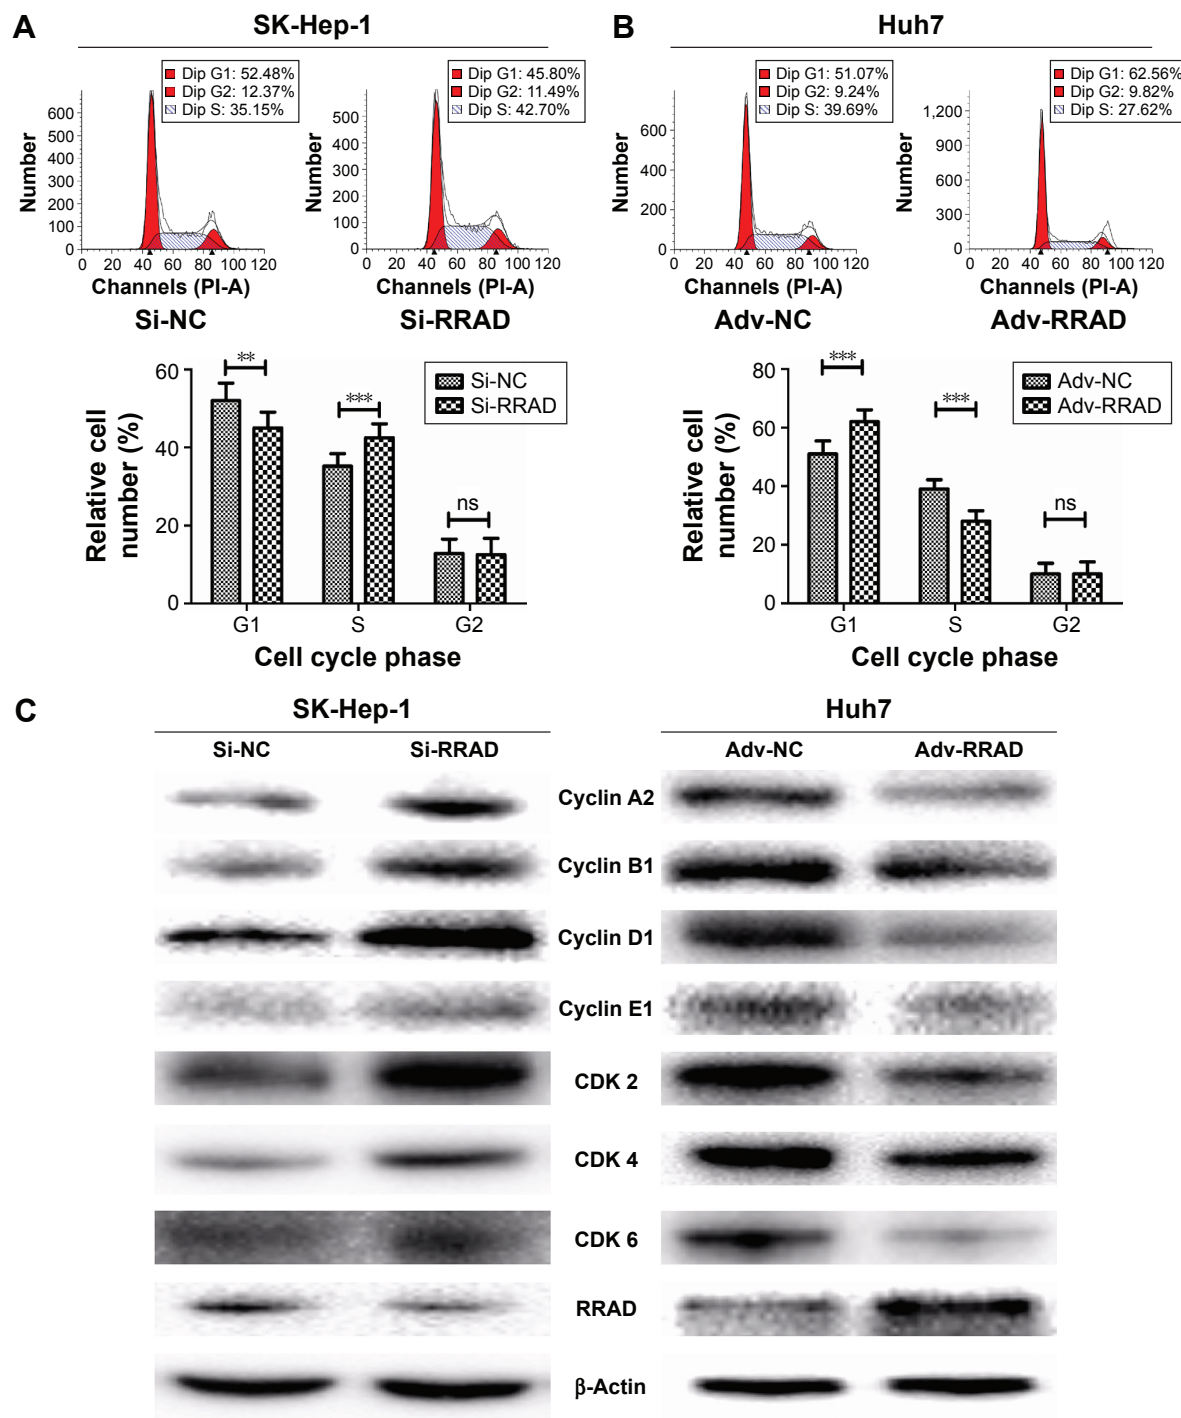 A
SK-Hep-1
B
Huh7
Dip G1: 52.48%
Dip G2: 12.37%
Dip S: 35.15%
Number
600
500
400
300
200
100
0
0 20 40 60 80 100 120
Channels (PI-A)
Si-NC
Dip G1: 45.80%
Dip G2: 11.49%
Dip S: 42.70%
Number
500
400
300
200
100
0
0 20 40 60 80 100 120
Channels (PI-A)
Si-RRAD
Dip G1: 51.07%
Dip G2: 9.24%
Dip S: 39.69%
Number
600
400
200
0
0 20 40 60 80 100 120
Channels (PI-A)
Adv-NC
Dip G1: 62.56%
Dip G2: 9.82%
Dip S: 27.62%
Number
1,200
900
600
300
0
0 20 40 60 80 100 120
Channels (PI-A)
Adv-RRAD
Relative cell
number (%)
60
40
20
0
**
***
ns
Si-NC
Si-RRAD
G1 S G2
Cell cycle phase
Relative cell
number (%)
80
60
40
20
0
***
***
ns
Adv-NC
Adv-RRAD
G1 S G2
Cell cycle phase
C
SK-Hep-1
Huh7
Si-NC Si-RRAD Adv-NC Adv-RRAD
Cyclin A2
Cyclin B1
Cyclin D1
Cyclin E1
CDK 2
CDK 4
CDK 6
RRAD
β-Actin